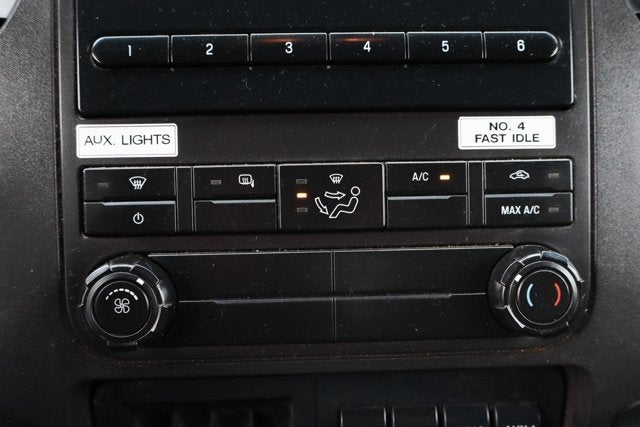 1 2 3 4 5 6
AUX. LIGHTS
NO. 4
FAST IDLE
A/C
MAX A/C